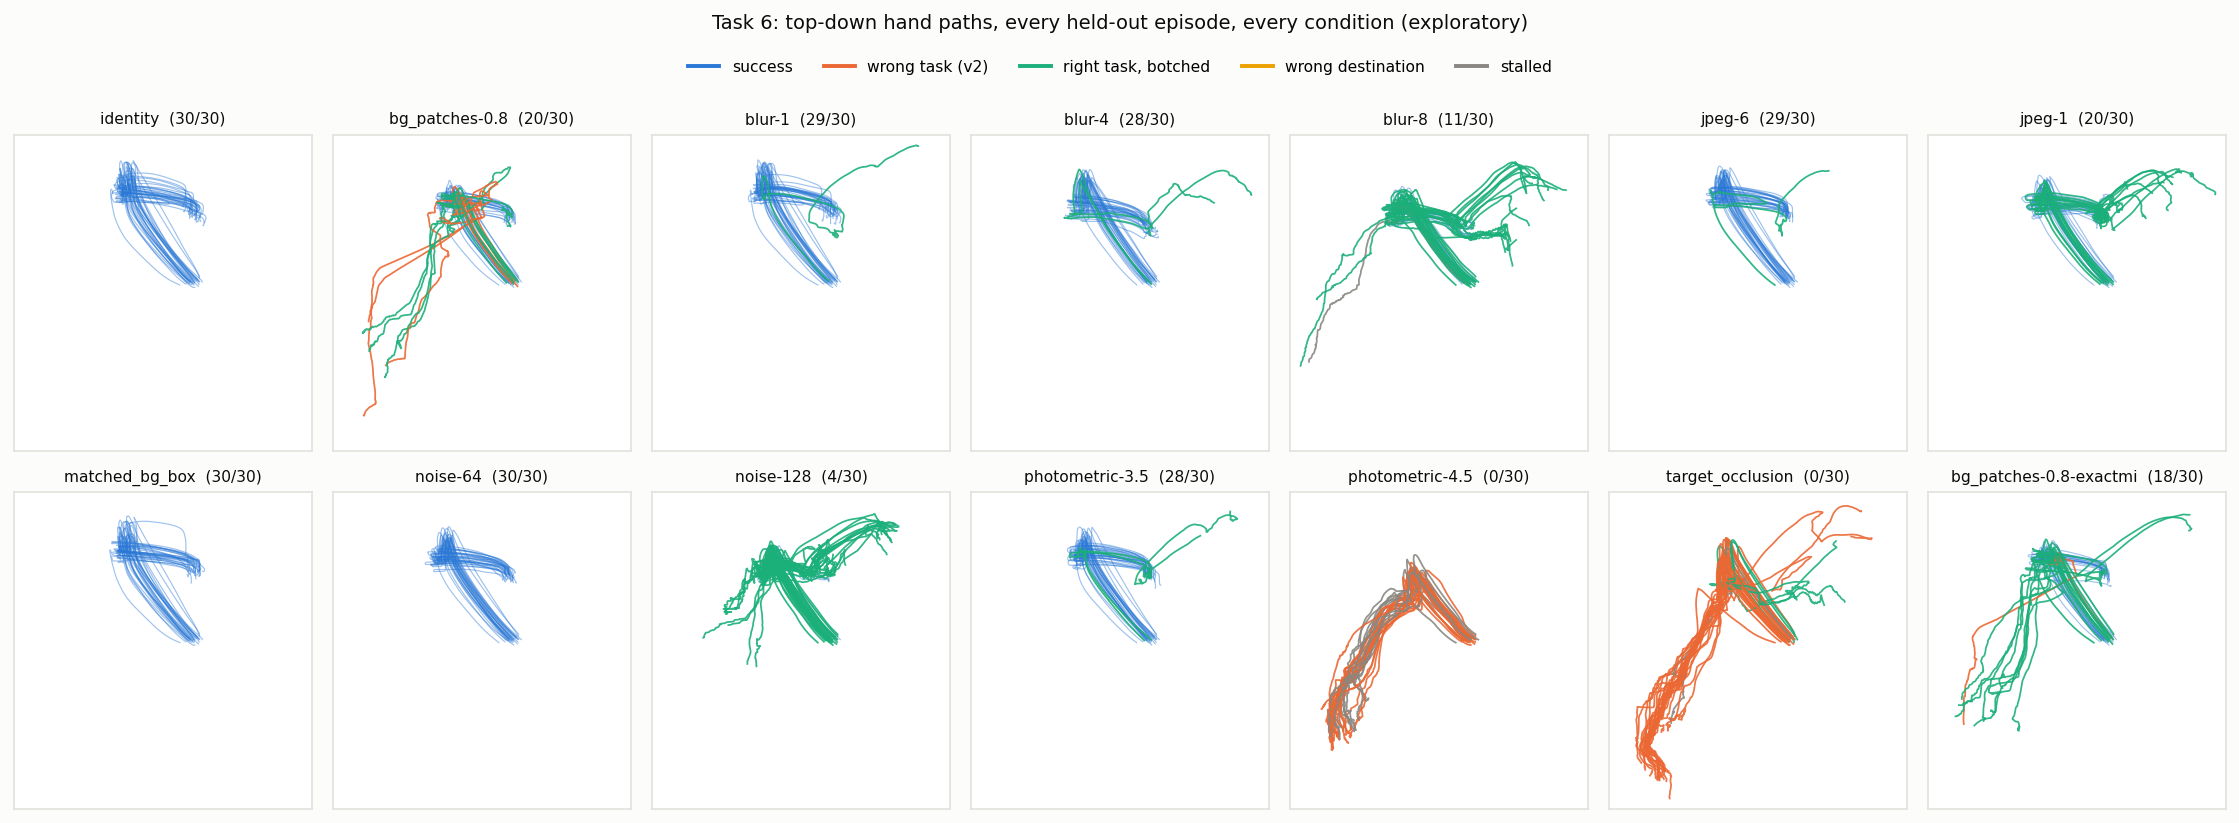 Task 6: top-down hand paths, every held-out episode, every condition (exploratory)
success wrong task (v2) right task, botched wrong destination stalled
identity (30/30) bg_patches-0.8 (20/30) blur-1 (29/30) blur-4 (28/30) blur-8 (11/30) jpeg-6 (29/30) jpeg-1 (20/30)
matched_bg_box (30/30) noise-64 (30/30) noise-128 (4/30) photometric-3.5 (28/30) photometric-4.5 (0/30) target_occlusion (0/30) bg_patches-0.8-exactmi (18/30)